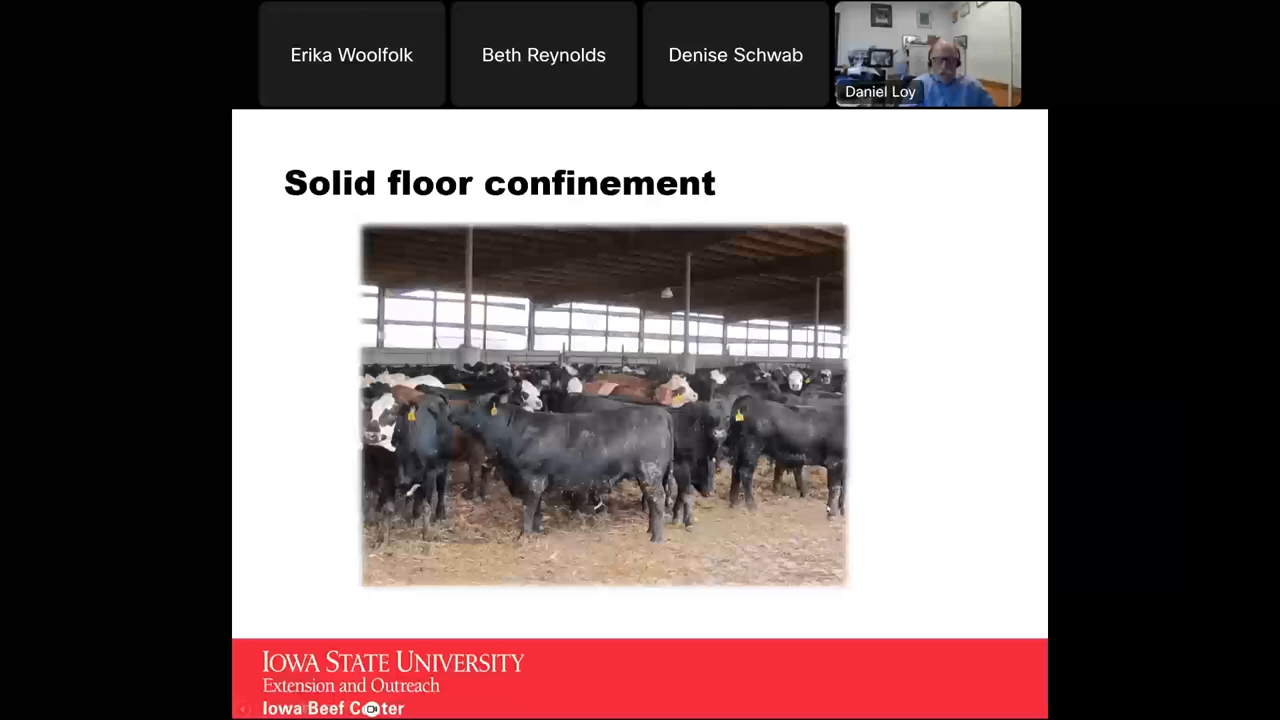 Erika Woolfolk
Beth Reynolds
Denise Schwab
Daniel Loy
Solid floor confinement
IOWA STATE UNIVERSITY
Extension and Outreach
Iowa Beef Center